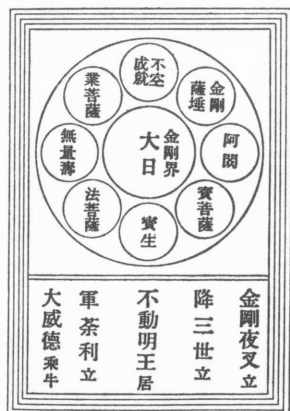 不空
成就
金剛
薩埵
阿閦
寶菩薩
寶生
法菩薩
無量壽
業菩薩
金剛界
大日
金剛夜叉立
降三世立
不動明王居
軍荼利立
大威德乘牛